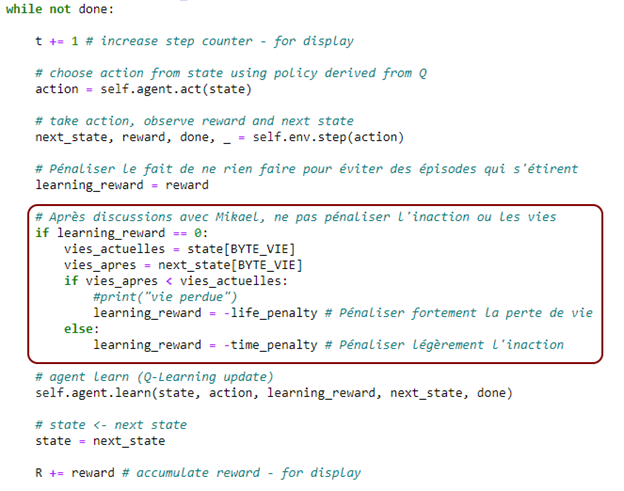 while not done:
t += 1 # increase step counter - for display
# choose action from state using policy derived from Q
action = self.agent.act(state)
# take action, observe reward and next state
next_state, reward, done, _ = self.env.step(action)
# Pénaliser le fait de ne rien faire pour éviter des épisodes qui s'étirent
learning_reward = reward
# Après discussions avec Mikael, ne pas pénaliser l'inaction ou les vies
if learning_reward == 0:
vies_actuelles = state[BYTE_VIE]
vies_apres = next_state[BYTE_VIE]
if vies_apres < vies_actuelles:
#print("vie perdue")
learning_reward = -life_penalty # Pénaliser fortement la perte de vie
else:
learning_reward = -time_penalty # Pénaliser légèrement l'inaction
# agent learn (Q-Learning update)
self.agent.learn(state, action, learning_reward, next_state, done)
# state <- next state
state = next_state
R += reward # accumulate reward - for display